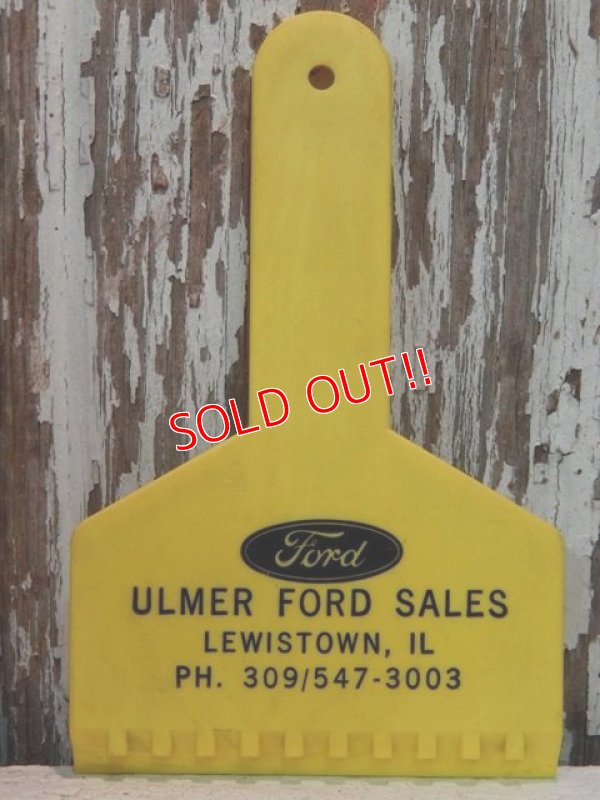 SOLD OUT!!
Ford
ULMER FORD SALES
LEWISTOWN, IL
PH. 309/547-3003